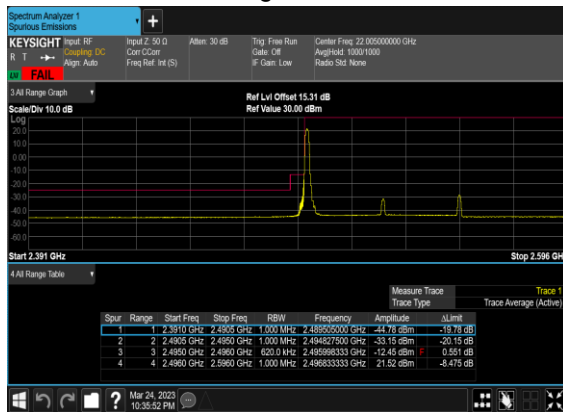 Spectrum Analyzer 1
Spurious Emissions
+
KEYSIGHT Input: RF Input Z: 50 Ω Atten: 30 dB Trig: Free Run Center Freq: 22.005000000 GHz
R T Coupling: DC Corr CCorr Gate: Off Avg|Hold: 1000/1000
Align: Auto Freq Ref: Int (S) IF Gain: Low Radio Std: None
FAIL
3 All Range Graph
Ref Lvl Offset 15.31 dB
Scale/Div 10.0 dB Ref Value 30.00 dBm
Log
20.0
10.0
0.00
-10.0
-20.0
-30.0
-40.0
-50.0
-60.0
Start 2.391 GHz Stop 2.596 GH
4 All Range Table
Measure Trace Trace 1
Trace Type Trace Average (Active)
Spur Range Start Freq Stop Freq RBW Frequency Amplitude ΔLimit
1 1 2.3910 GHz 2.4905 GHz 1.000 MHz 2.489505000 GHz -44.78 dBm -19.78 dB
2 2 2.4905 GHz 2.4950 GHz 1.000 MHz 2.494827500 GHz -33.15 dBm -20.15 dB
3 3 2.4950 GHz 2.4960 GHz 620.0 kHz 2.495998333 GHz -12.45 dBm F 0.551 dB
4 4 2.4960 GHz 2.5960 GHz 1.000 MHz 2.496833333 GHz 21.52 dBm -8.475 dB
? Mar 24, 2023
10:35:52 PM